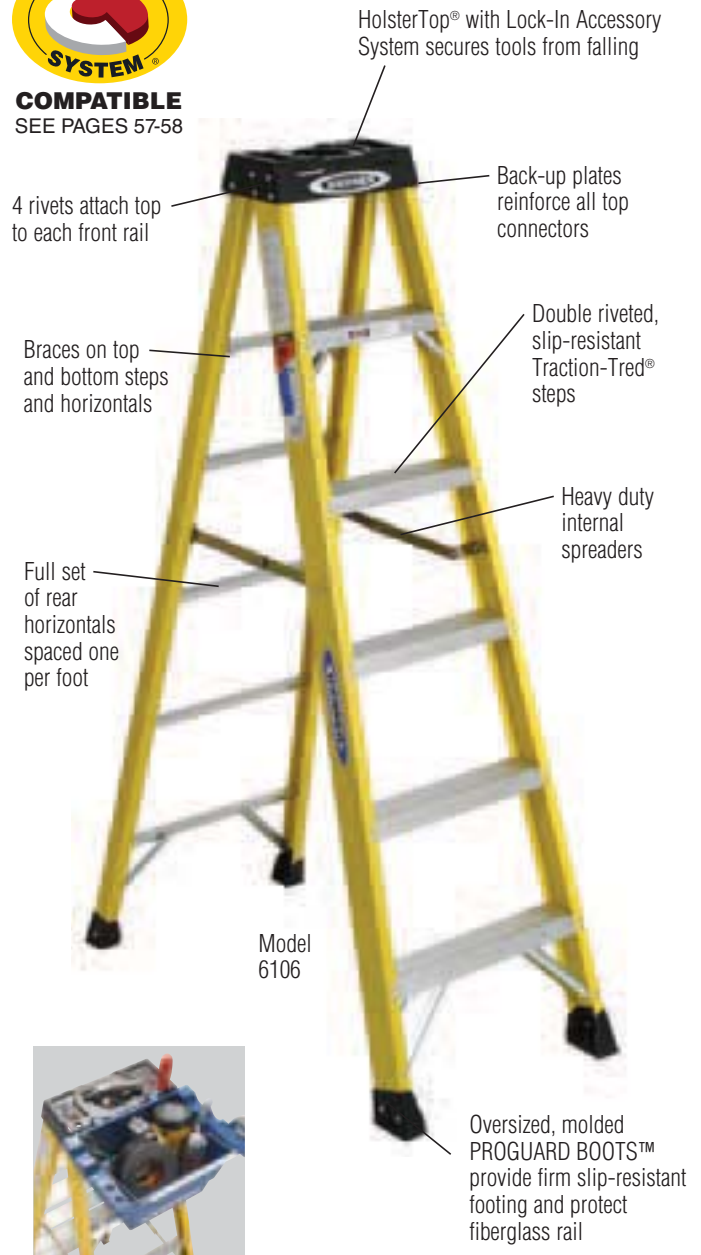 SYSTEM®
COMPATIBLE
SEE PAGES 57-58
HolsterTop® with Lock-In Accessory
System secures tools from falling
4 rivets attach top
to each front rail
Back-up plates
reinforce all top
connectors
Braces on top
and bottom steps
and horizontals
Double riveted,
slip-resistant
Traction-Tred®
steps
Heavy duty
internal
spreaders
Full set
of rear
horizontals
spaced one
per foot
Model
6106
Oversized, molded
PROGUARD BOOTS™
provide firm slip-resistant
footing and protect
fiberglass rail